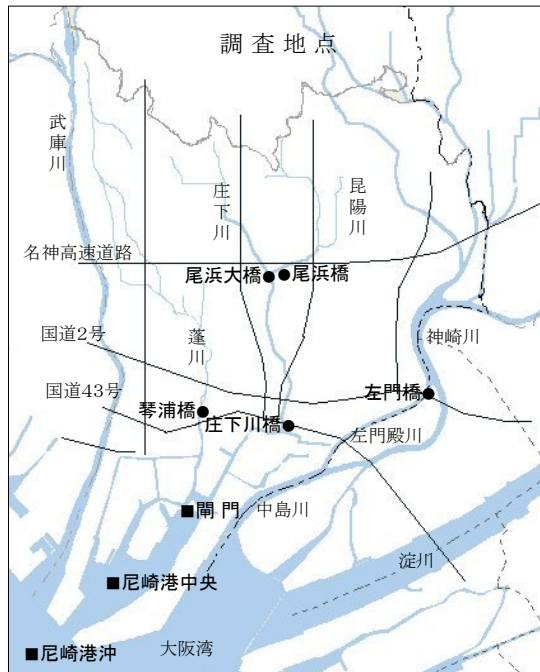 調査地点
武庫川
庄下川
昆陽川
名神高速道路
尾浜大橋
尾浜橋
国道2号
蓬川
神崎川
国道43号
左門橋
琴浦橋
庄下川橋
左門殿川
閘門
中島川
淀川
尼崎港中央
尼崎港沖
大阪湾